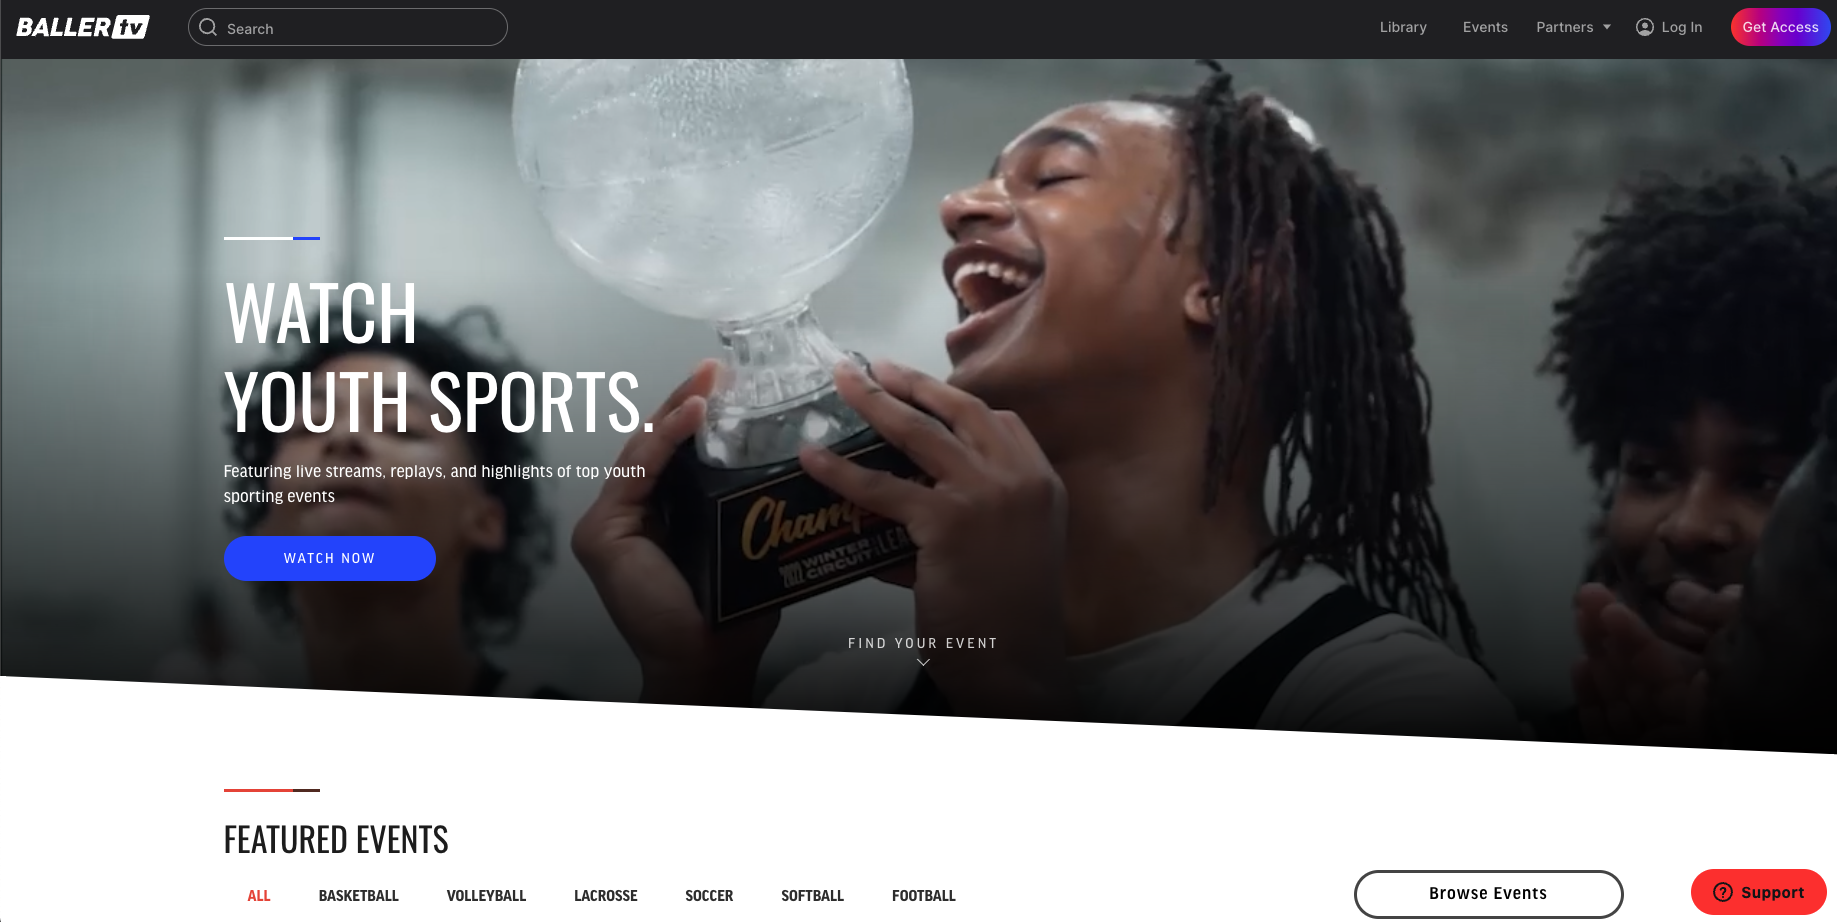 BALLER tv
Search
Library
Events
Partners
Log In
Get Access
WATCH
YOUTH SPORTS.
Featuring live streams, replays, and highlights of top youth
sporting events
WATCH NOW
WINTER
CIRCUIT
FIND YOUR EVENT
FEATURED EVENTS
ALL
BASKETBALL
VOLLEYBALL
LACROSSE
SOCCER
SOFTBALL
FOOTBALL
Browse Events
Support